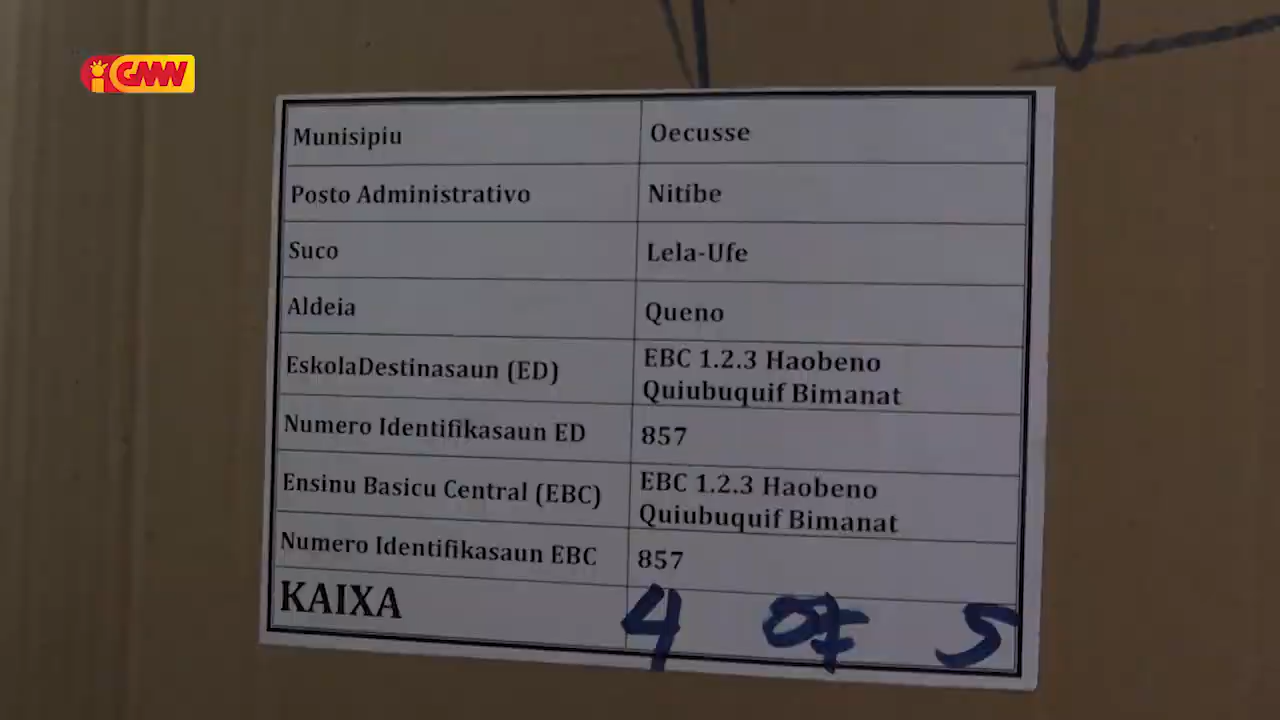 GMN
Munisipiu Oecusse
Posto Administrativo Nitibe
Suco Lela-Ufe
Aldeia Queno
EskolaDestinasaun (ED) EBC 1.2.3 Haobeno
Quiubuquif Bimanat
Numero Identifikasaun ED 857
Ensinu Basicu Central (EBC) EBC 1.2.3 Haobeno
Quiubuquif Bimanat
Numero Identifikasaun EBC 857
KAIXA 4 of 5